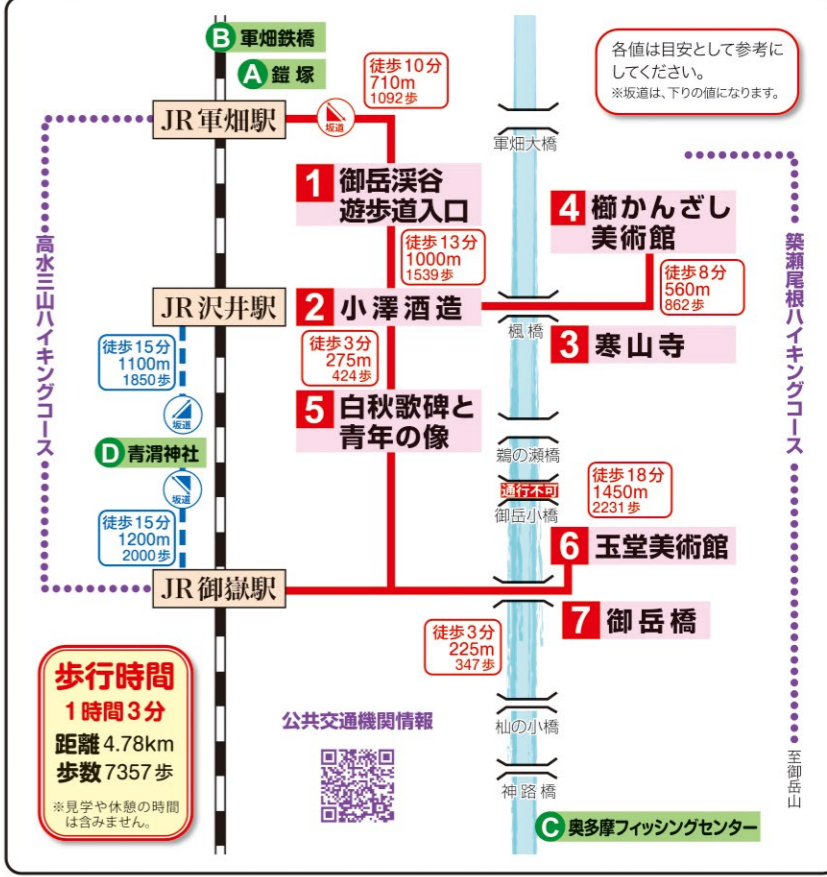 B 軍畑鉄橋
A 鎧塚
徒歩10分
710m
1092歩
各値は目安として参考に
してください。
※坂道は、下りの値になります。
JR軍畑駅
坂道
軍畑大橋
1 御岳渓谷
遊歩道入口
4 櫛かんざし
美術館
徒歩13分
1000m
1539歩
徒歩8分
560m
862歩
高水三山ハイキングコース
築瀬尾根ハイキングコース
JR沢井駅
2 小澤酒造
楓橋
3 寒山寺
徒歩15分
1100m
1850歩
徒歩3分
275m
424歩
坂道
5 白秋歌碑と
青年の像
鵜の瀬橋
D 青渭神社
坂道
通行不可
御岳小橋
徒歩18分
1450m
2231歩
徒歩15分
1200m
2000歩
6 玉堂美術館
JR御嶽駅
7 御岳橋
徒歩3分
225m
347歩
歩行時間
1時間3分
距離4.78km
歩数7357歩
※見学や休憩の時間
は含みません。
公共交通機関情報
杣の小橋
神路橋
至御岳山
C 奥多摩フィッシングセンター